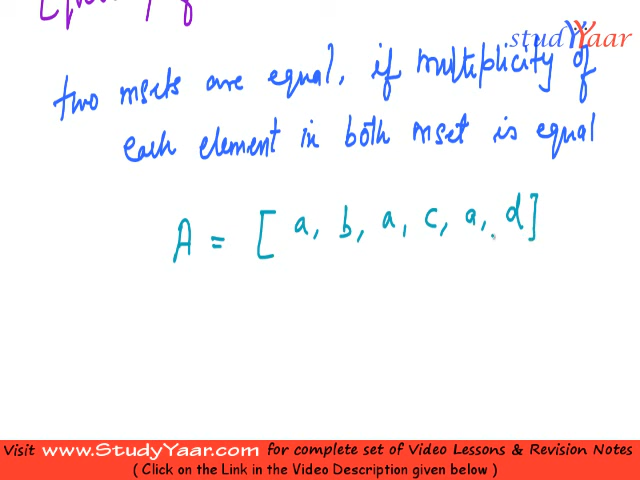 studYYaar
two msets are equal, if multiplicity of
each element in both mset is equal
A = [ a, b, a, c, a, d]
Visit www.StudyYaar.com for complete set of Video Lessons & Revision Notes
( Click on the Link in the Video Description given below )